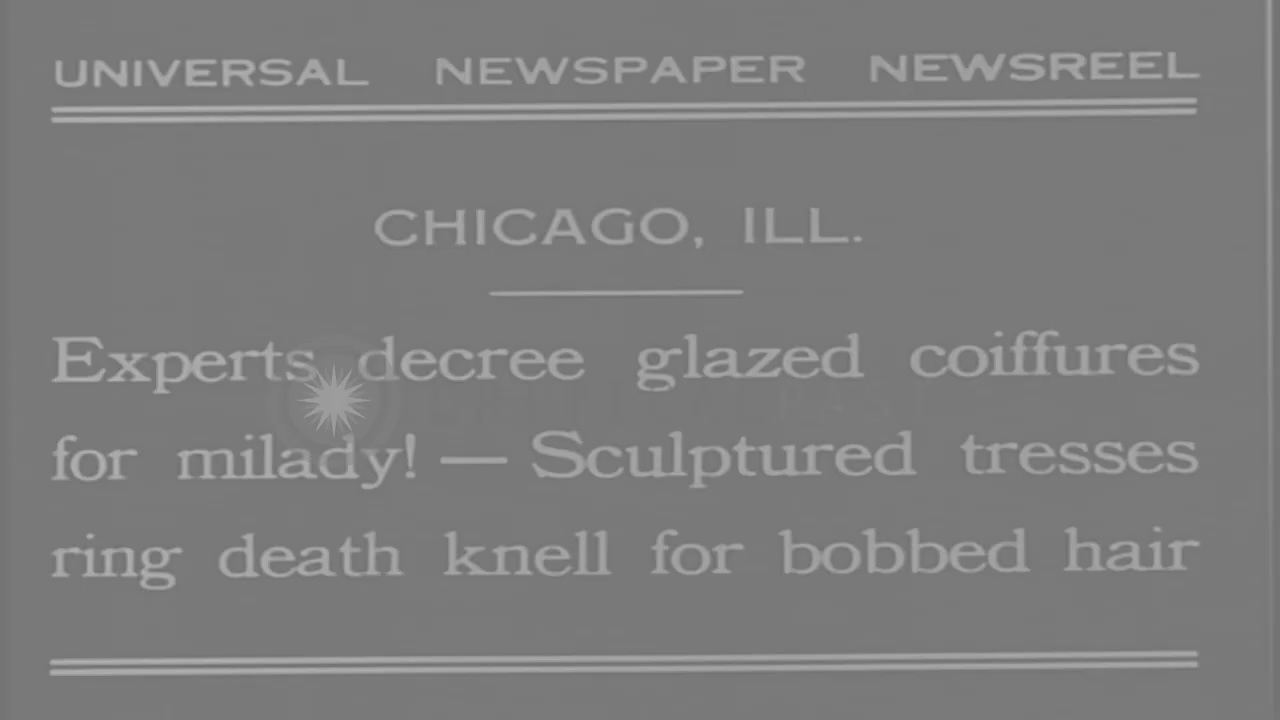 UNIVERSAL NEWSPAPER NEWSREEL
CHICAGO, ILL.
Experts decree glazed coiffures
for milady! — Sculptured tresses
ring death knell for bobbed hair